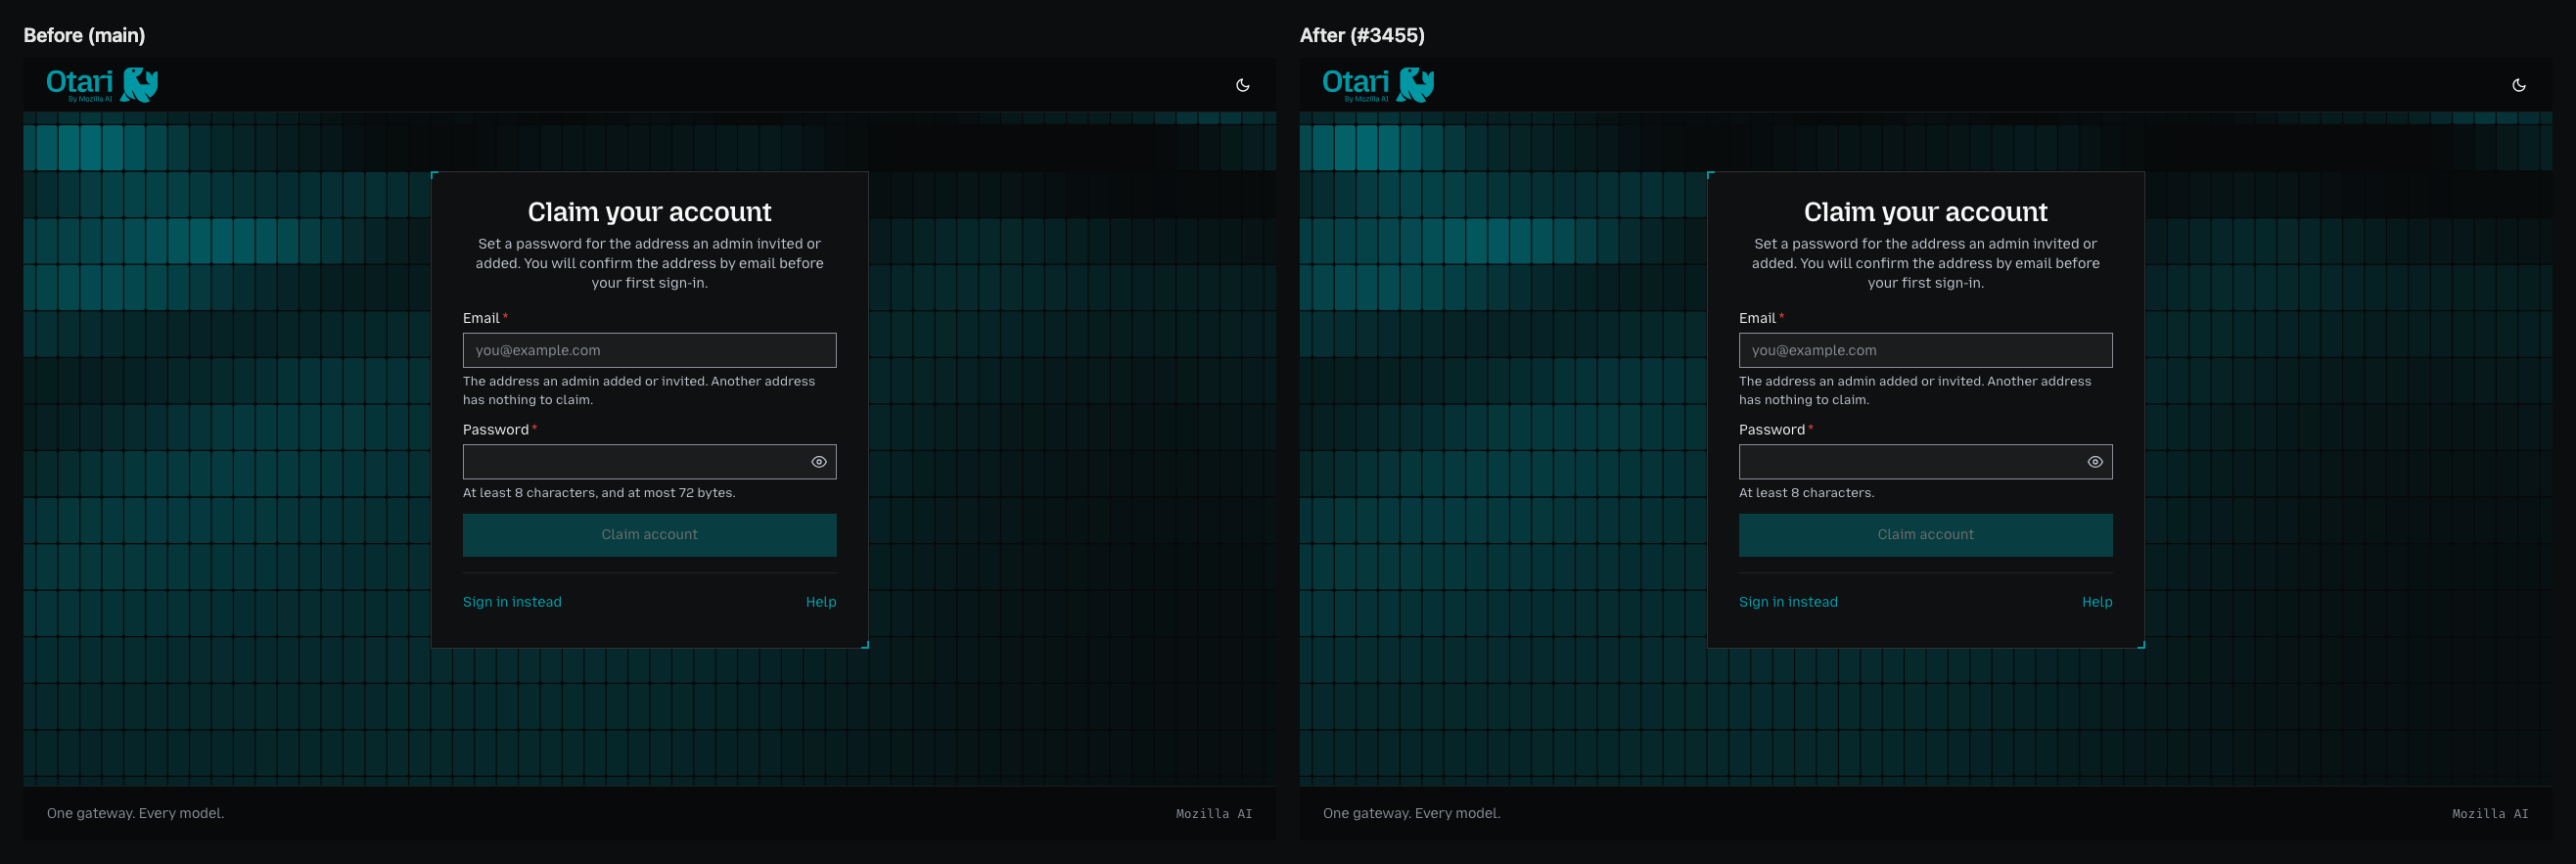 Before (main)
Otari
By Mozilla AI
Claim your account
Set a password for the address an admin invited or
added. You will confirm the address by email before
your first sign-in.
Email *
you@example.com
The address an admin added or invited. Another address
has nothing to claim.
Password *
At least 8 characters, and at most 72 bytes.
Claim account
Sign in instead
Help
One gateway. Every model.
Mozilla AI
After (#3455)
Otari
By Mozilla AI
Claim your account
Set a password for the address an admin invited or
added. You will confirm the address by email before
your first sign-in.
Email *
you@example.com
The address an admin added or invited. Another address
has nothing to claim.
Password *
At least 8 characters.
Claim account
Sign in instead
Help
One gateway. Every model.
Mozilla AI